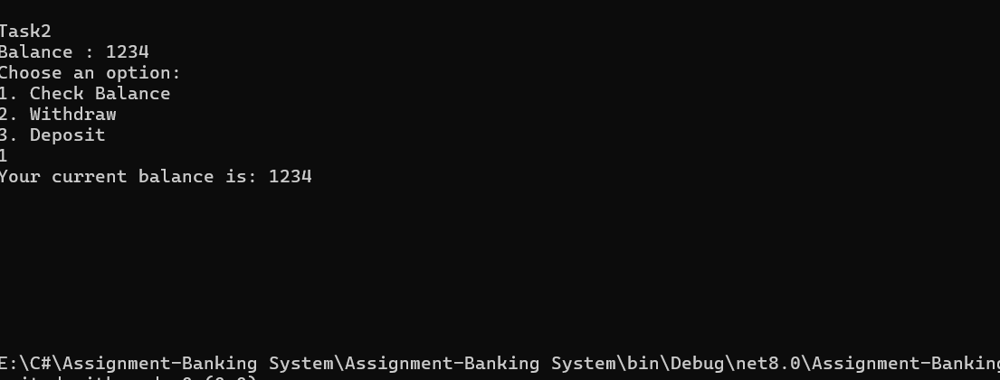 Task2
Balance : 1234
Choose an option:
1. Check Balance
2. Withdraw
3. Deposit
1
Your current balance is: 1234
E:\C#\Assignment-Banking System\Assignment-Banking System\bin\Debug\net8.0\Assignment-Banking